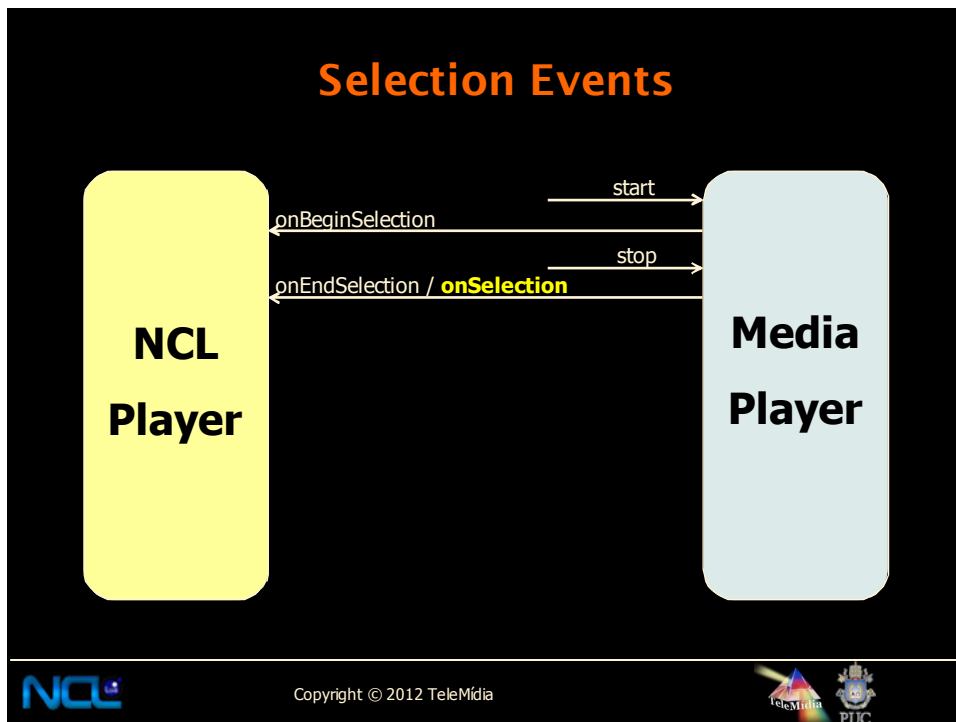 Selection Events
start
onBeginSelection
stop
onEndSelection / onSelection
NCL
Player
Media
Player
NCL
Copyright © 2012 TeleMídia
TeleMídia
PUC